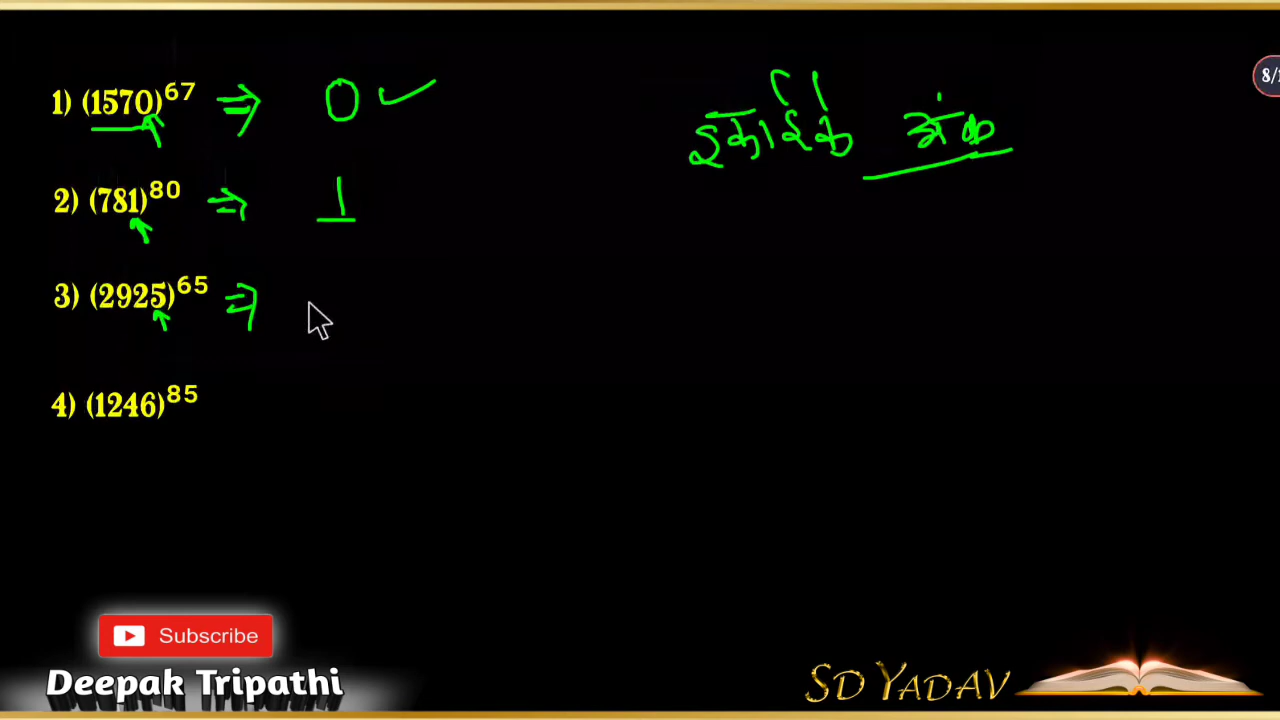 1) (1570)^67 ⇒ 0 ✓
इकाई अंक
2) (781)^80 ⇒ 1
3) (2925)^65 ⇒
4) (1246)^85
8/
Subscribe
Deepak Tripathi
SD YADAV